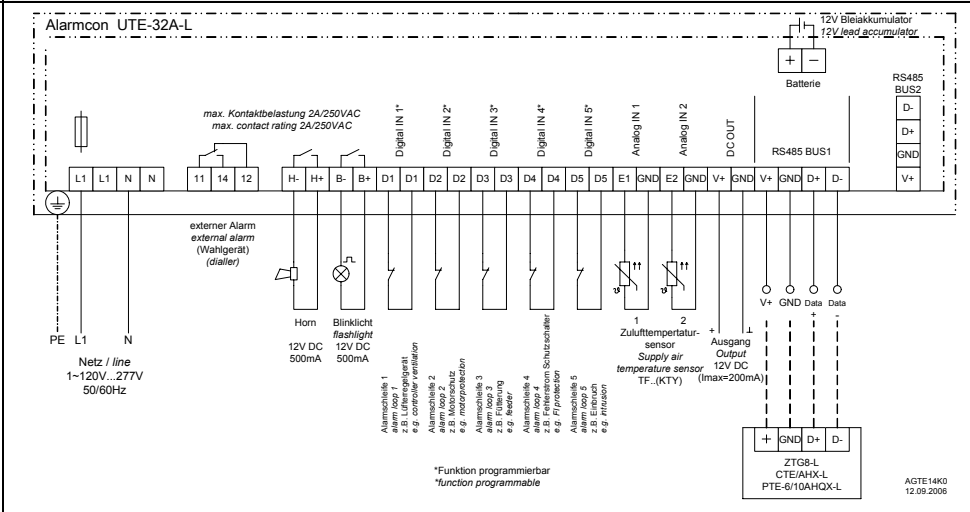 Alarmcon UTE-32A-L
12V Bleiakkumulator
12V lead accumulator
+ −
Batterie
RS485
BUS2
D-
D+
GND
V+
max. Kontaktbelastung 2A/250VAC
max. contact rating 2A/250VAC
Digital IN 1*
Digital IN 2*
Digital IN 3*
Digital IN 4*
Digital IN 5*
Analog IN 1
Analog IN 2
DC OUT
RS485 BUS1
L1 L1 N N
11 14 12
H- H+ B- B+ D1 D1 D2 D2 D3 D3 D4 D4 D5 D5 E1 GND E2 GND V+ GND V+ GND D+ D-
externer Alarm
external alarm
(Wahlgerät)
(dialler)
Horn
12V DC
500mA
Blinklicht
flashlight
12V DC
500mA
ϑ
ϑ
1
2
Zulufttemperatur-
sensor
Supply air
temperature sensor
TF..(KTY)
+ ⊥
Ausgang
Output
12V DC
(Imax=200mA)
V+ GND Data Data
+ -
PE L1 N
Netz / line
1~120V...277V
50/60Hz
Alarmschleife 1
alarm loop 1
z.B. Lüfterregelgerät
e.g. controller ventilation
Alarmschleife 2
alarm loop 2
z.B. Motorschutz
e.g. motorprotection
Alarmschleife 3
alarm loop 3
z.B. Fütterung
e.g. feeder
Alarmschleife 4
alarm loop 4
z.B. Fehlerstrom Schutzschalter
e.g. FI protection
Alarmschleife 5
alarm loop 5
z.B. Einbruch
e.g. intrusion
+ GND D+ D-
ZTG8-L
CTE/AHX-L
PTE-6/10AHQX-L
*Funktion programmierbar
*function programmable
AGTE14K0
12.09.2006